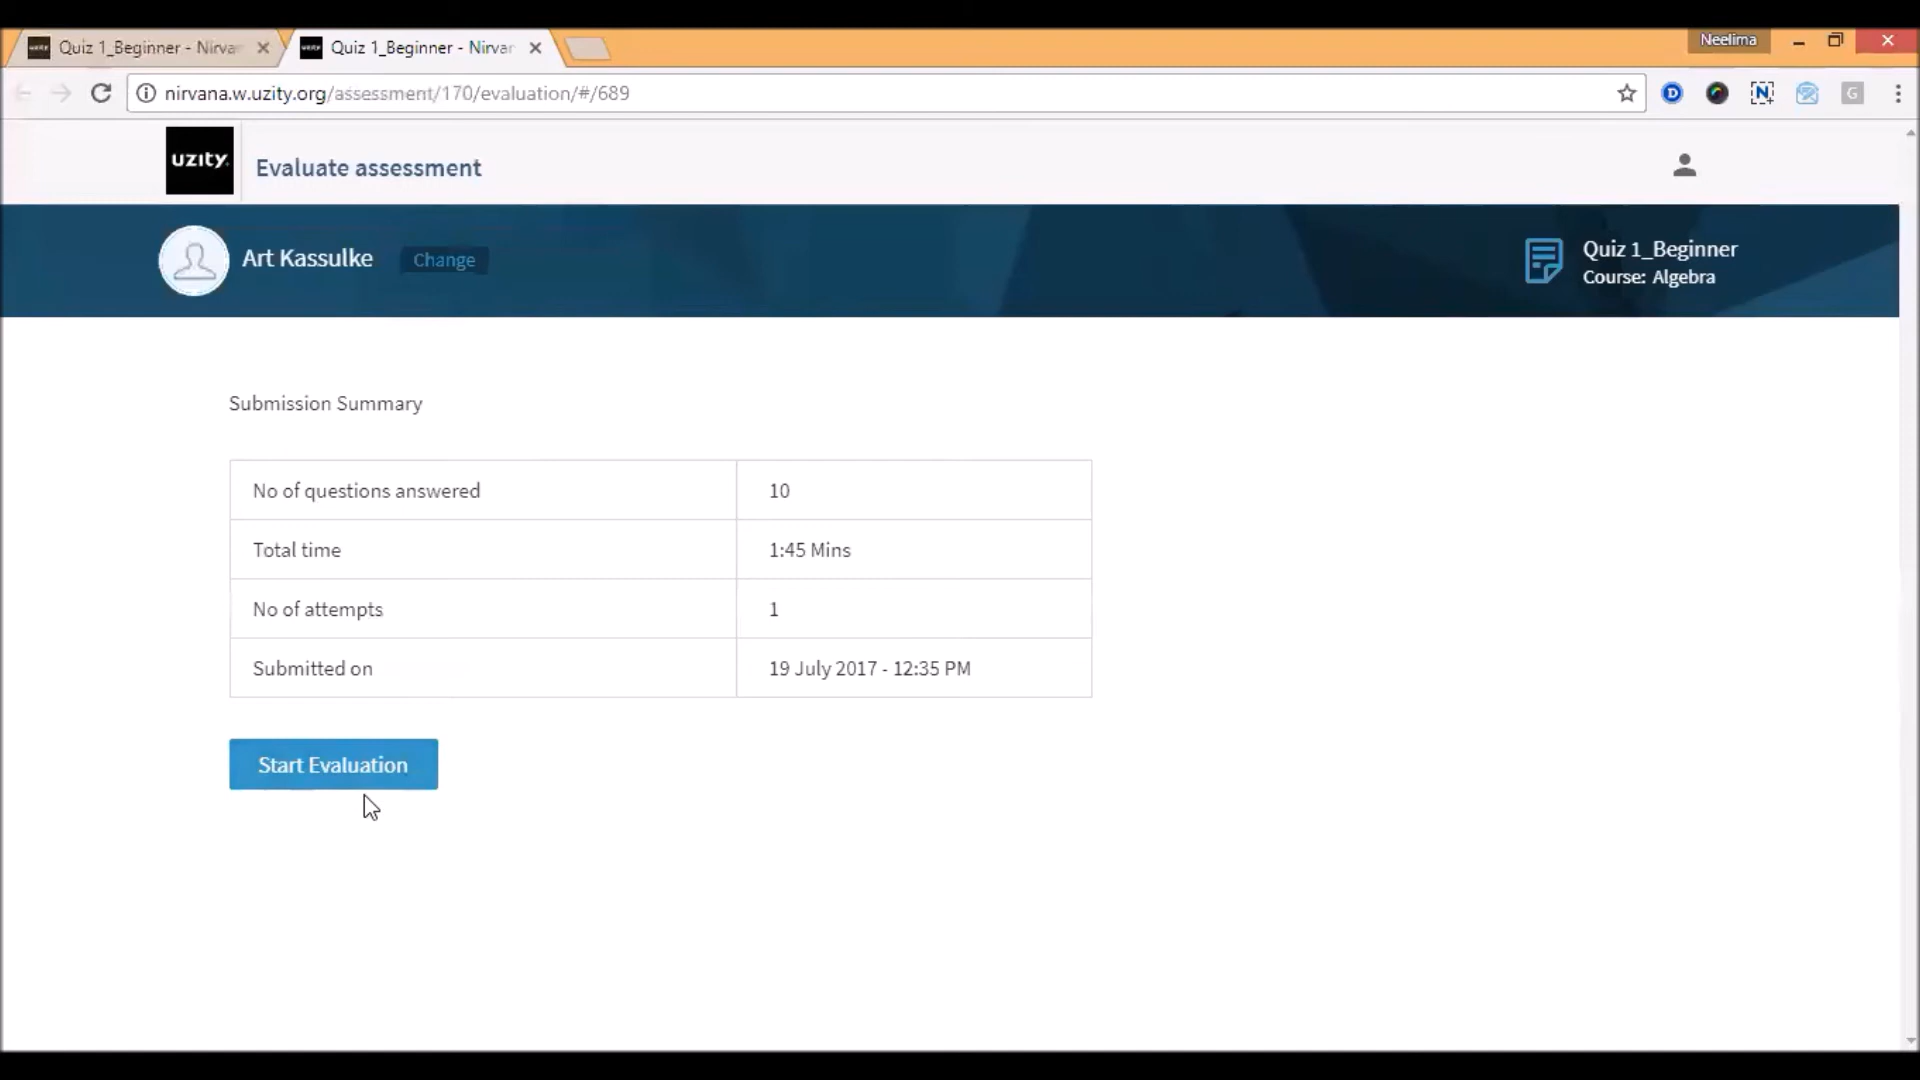 Quiz 1_Beginner - Nirva
Quiz 1_Beginner - Nirvar
Neelima
nirvana.w.uzity.org/assessment/170/evaluation/#/689
D
N
G
uzity.
Evaluate assessment
Art Kassulke
Change
Quiz 1_Beginner
Course: Algebra
Submission Summary
No of questions answered 10
Total time 1:45 Mins
No of attempts 1
Submitted on 19 July 2017 - 12:35 PM
Start Evaluation